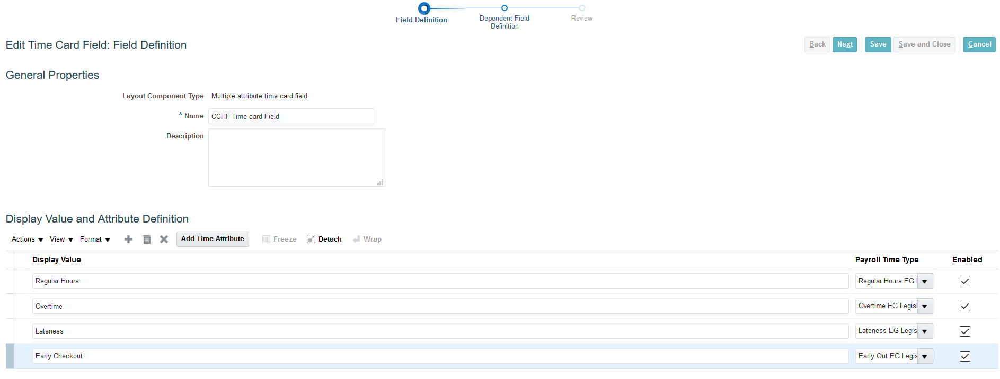 Field Definition
Dependent Field
Definition
Review
Edit Time Card Field: Field Definition
Back Next Save Save and Close Cancel
General Properties
Layout Component Type Multiple attribute time card field
* Name CCHF Time card Field
Description
Display Value and Attribute Definition
Actions View Format Add Time Attribute Freeze Detach Wrap
Display Value Payroll Time Type Enabled
Regular Hours Regular Hours EG
Overtime Overtime EG Legisl
Lateness Lateness EG Legis
Early Checkout Early Out EG Legis